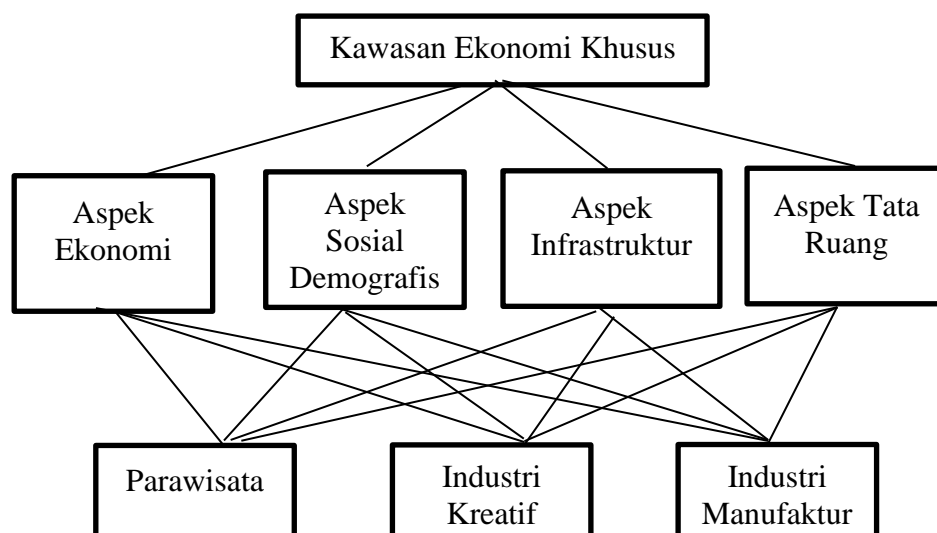 Kawasan Ekonomi Khusus
Aspek
Ekonomi
Aspek
Sosial
Demografis
Aspek
Infrastruktur
Aspek Tata
Ruang
Parawisata
Industri
Kreatif
Industri
Manufaktur